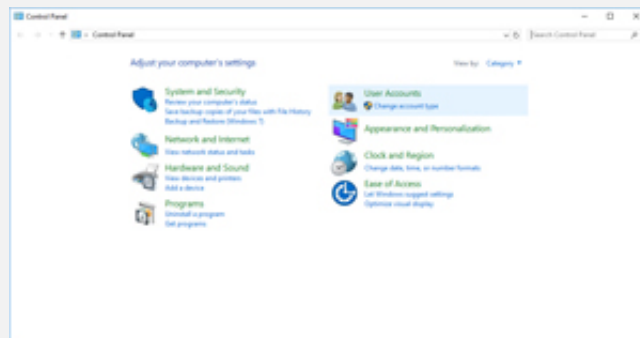 Control Panel
Control Panel
Search Control Panel
Adjust your computer's settings
View by: Category
System and Security
Review your computer's status
Save backup copies of your files with File History
Backup and Restore (Windows 7)
Network and Internet
View network status and tasks
Hardware and Sound
View devices and printers
Add a device
Programs
Uninstall a program
Get programs
User Accounts
Change account type
Appearance and Personalization
Clock and Region
Change date, time, or number formats
Ease of Access
Let Windows suggest settings
Optimize visual display